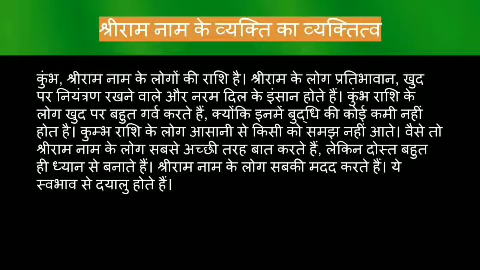 श्रीराम नाम के व्यक्ति का व्यक्तित्व
कुंभ, श्रीराम नाम के लोगों की राशि है। श्रीराम के लोग प्रतिभावान, खुद
पर नियंत्रण रखने वाले और नरम दिल के इंसान होते हैं। कुंभ राशि के
लोग खुद पर बहुत गर्व करते हैं, क्योंकि इनमें बुद्धि की कोई कमी नहीं
होत है। कुम्भ राशि के लोग आसानी से किसी को समझ नहीं आते। वैसे तो
श्रीराम नाम के लोग सबसे अच्छी तरह बात करते हैं, लेकिन दोस्त बहुत
ही ध्यान से बनाते हैं। श्रीराम नाम के लोग सबकी मदद करते हैं। ये
स्वभाव से दयालु होते हैं।